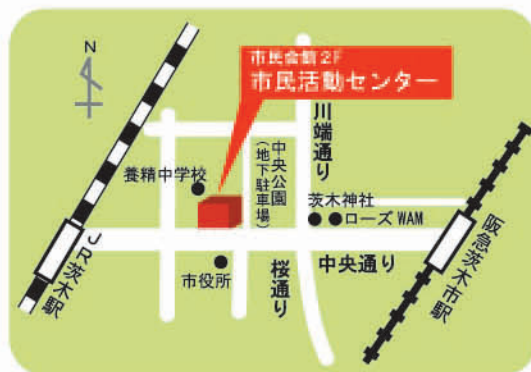 N
市民会館2F
市民活動センター
川端通り
中央公園
(地下駐車場)
養精中学校
茨木神社
ローズ WAM
JR茨木駅
市役所
桜通り
中央通り
阪急茨木市駅